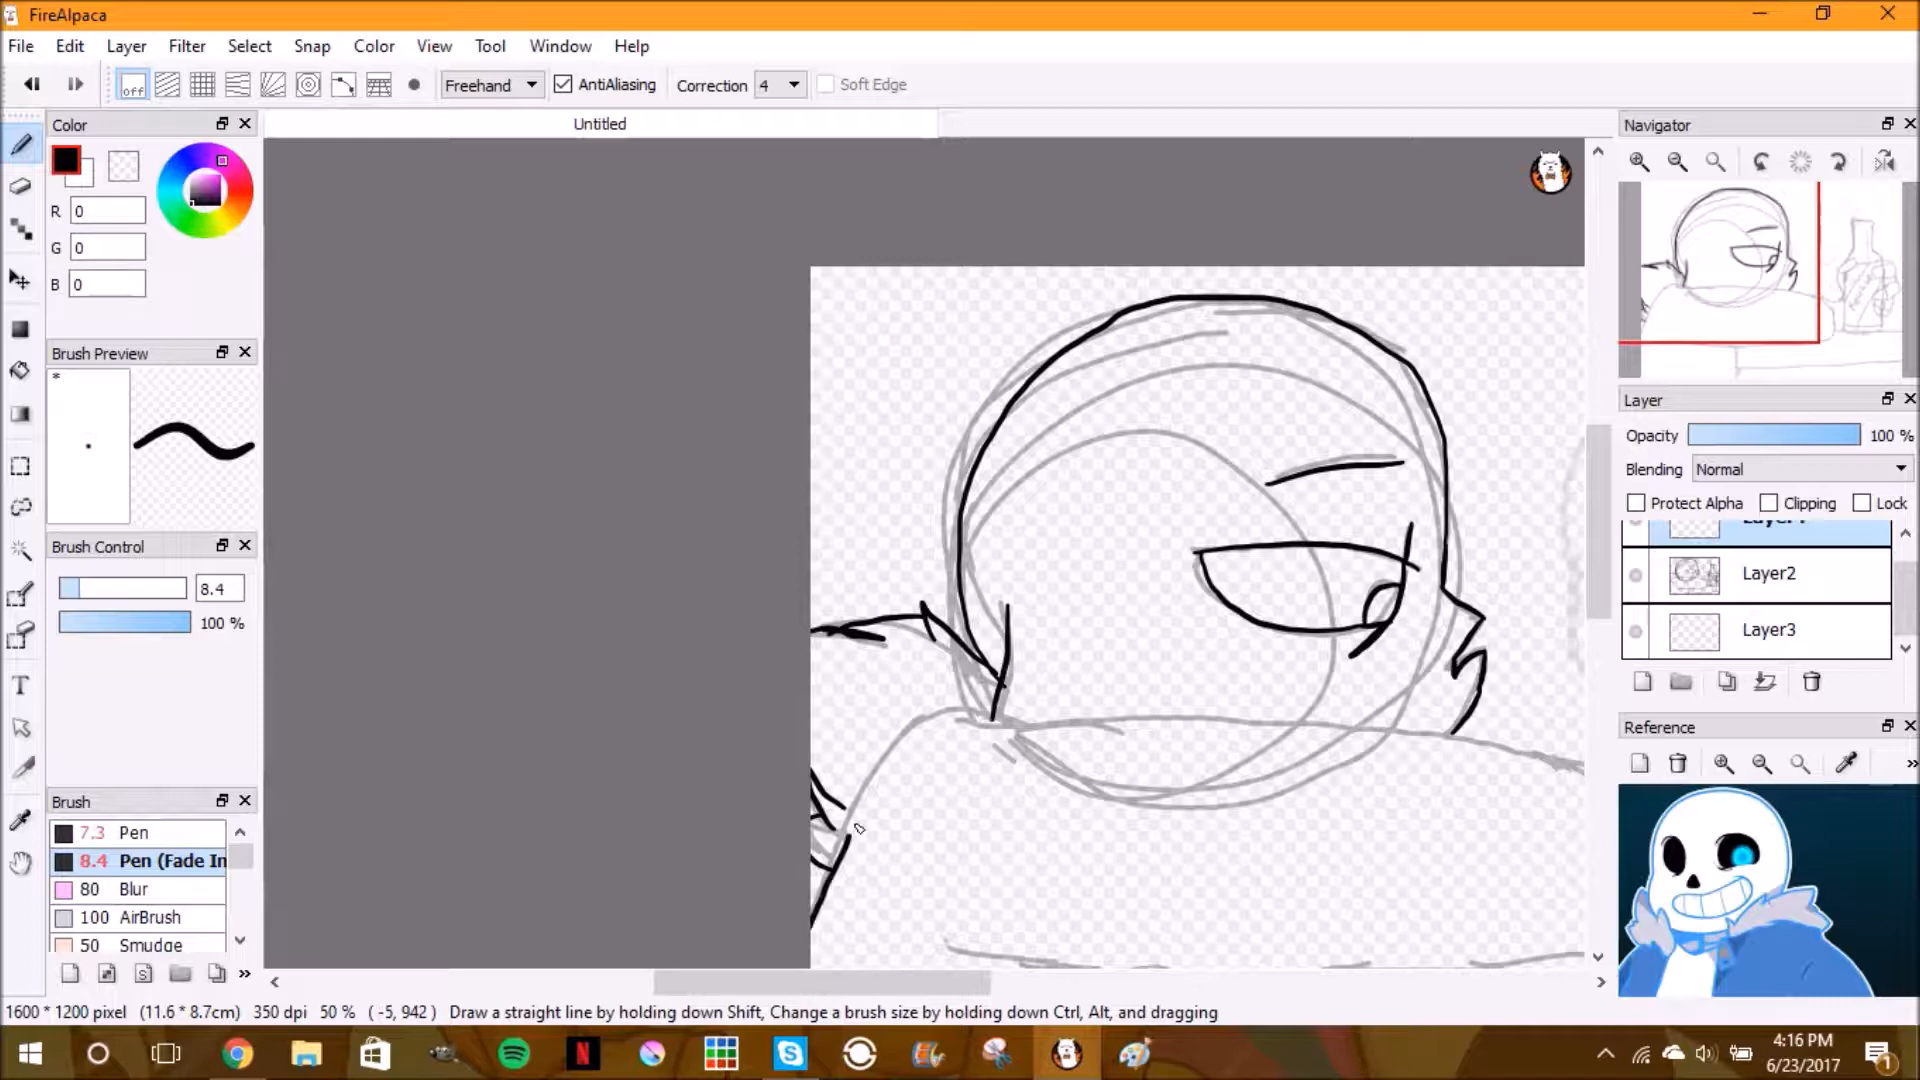 FireAlpaca
File Edit Layer Filter Select Snap Color View Tool Window Help
off Freehand AntiAliasing Correction 4 Soft Edge
Color
Untitled
Navigator
R 0
G 0
B 0
Brush Preview
*
Layer
Opacity 100 %
Blending Normal
Protect Alpha Clipping Lock
Layer2
Layer3
Brush Control
8.4
100 %
T
Reference
Brush
7.3 Pen
8.4 Pen (Fade In
80 Blur
100 AirBrush
50 Smudge
1600 * 1200 pixel (11.6 * 8.7cm) 350 dpi 50 % ( -5, 942 ) Draw a straight line by holding down Shift, Change a brush size by holding down Ctrl, Alt, and dragging
4:16 PM
6/23/2017
1